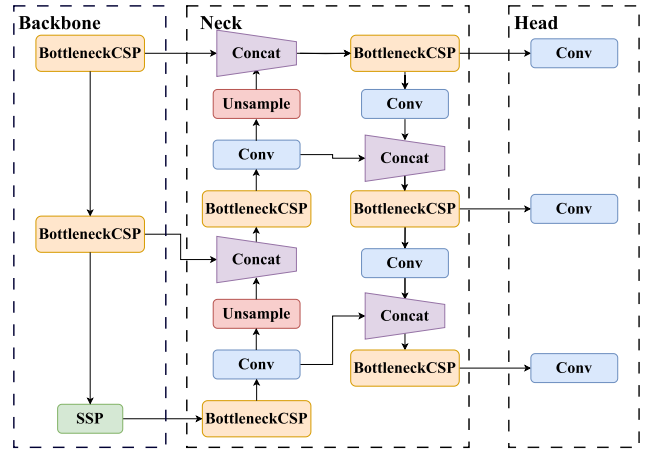 Backbone
Neck
Head
BottleneckCSP
Concat
BottleneckCSP
Conv
Unsample
Conv
Conv
Concat
BottleneckCSP
BottleneckCSP
Conv
BottleneckCSP
Concat
Conv
Unsample
Concat
Conv
BottleneckCSP
Conv
SSP
BottleneckCSP